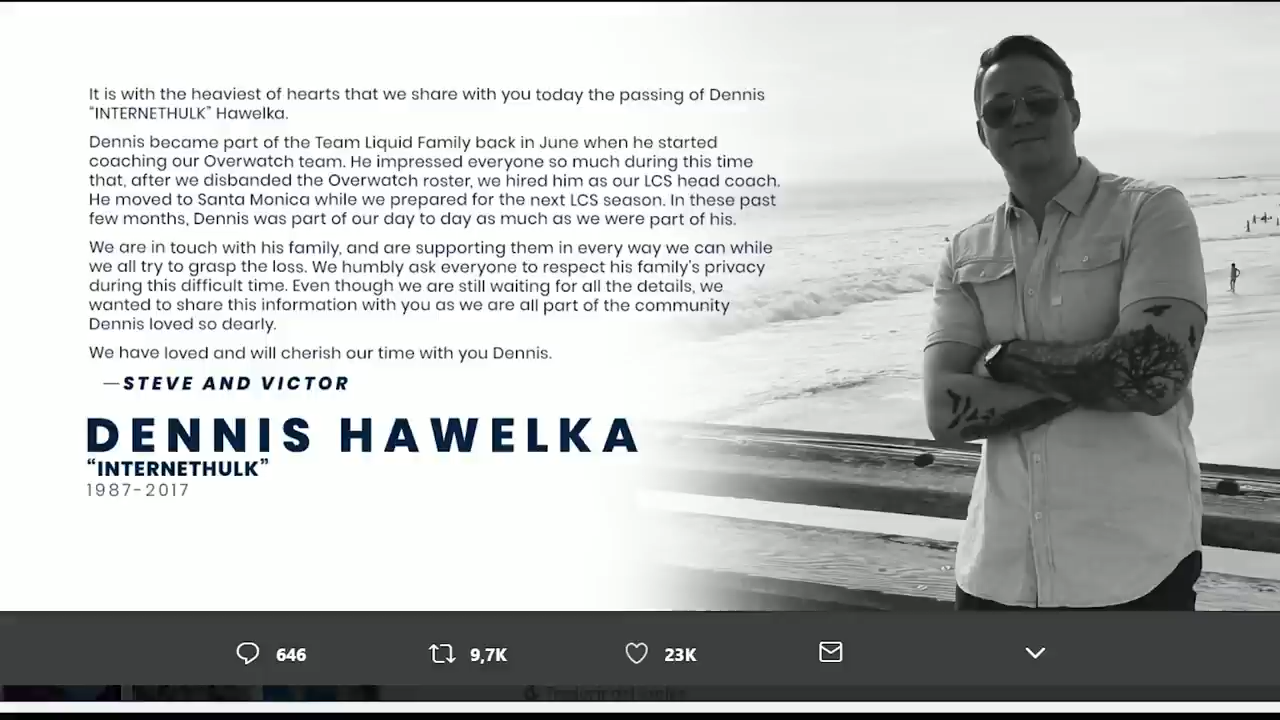 It is with the heaviest of hearts that we share with you today the passing of Dennis
“INTERNETHULK” Hawelka.
Dennis became part of the Team Liquid Family back in June when he started
coaching our Overwatch team. He impressed everyone so much during this time
that, after we disbanded the Overwatch roster, we hired him as our LCS head coach.
He moved to Santa Monica while we prepared for the next LCS season. In these past
few months, Dennis was part of our day to day as much as we were part of his.
We are in touch with his family, and are supporting them in every way we can while
we all try to grasp the loss. We humbly ask everyone to respect his family's privacy
during this difficult time. Even though we are still waiting for all the details, we
wanted to share this information with you as we are all part of the community
Dennis loved so dearly.
We have loved and will cherish our time with you Dennis.
—STEVE AND VICTOR
DENNIS HAWELKA
“INTERNETHULK”
1987-2017
646 9,7K 23K